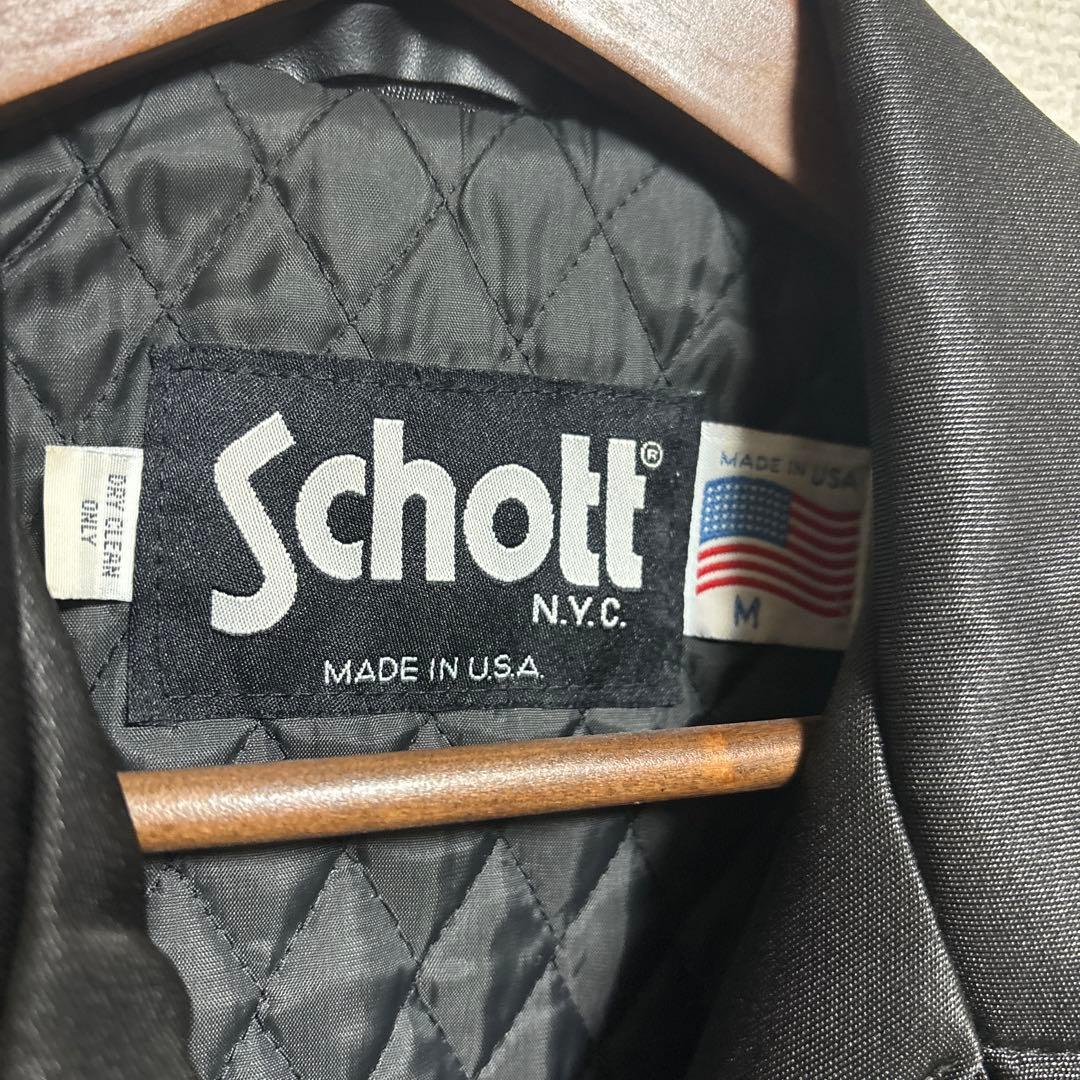 Schott®
N.Y.C.
MADE IN U.S.A.
DRY CLEAN
ONLY
MADE IN USA
M